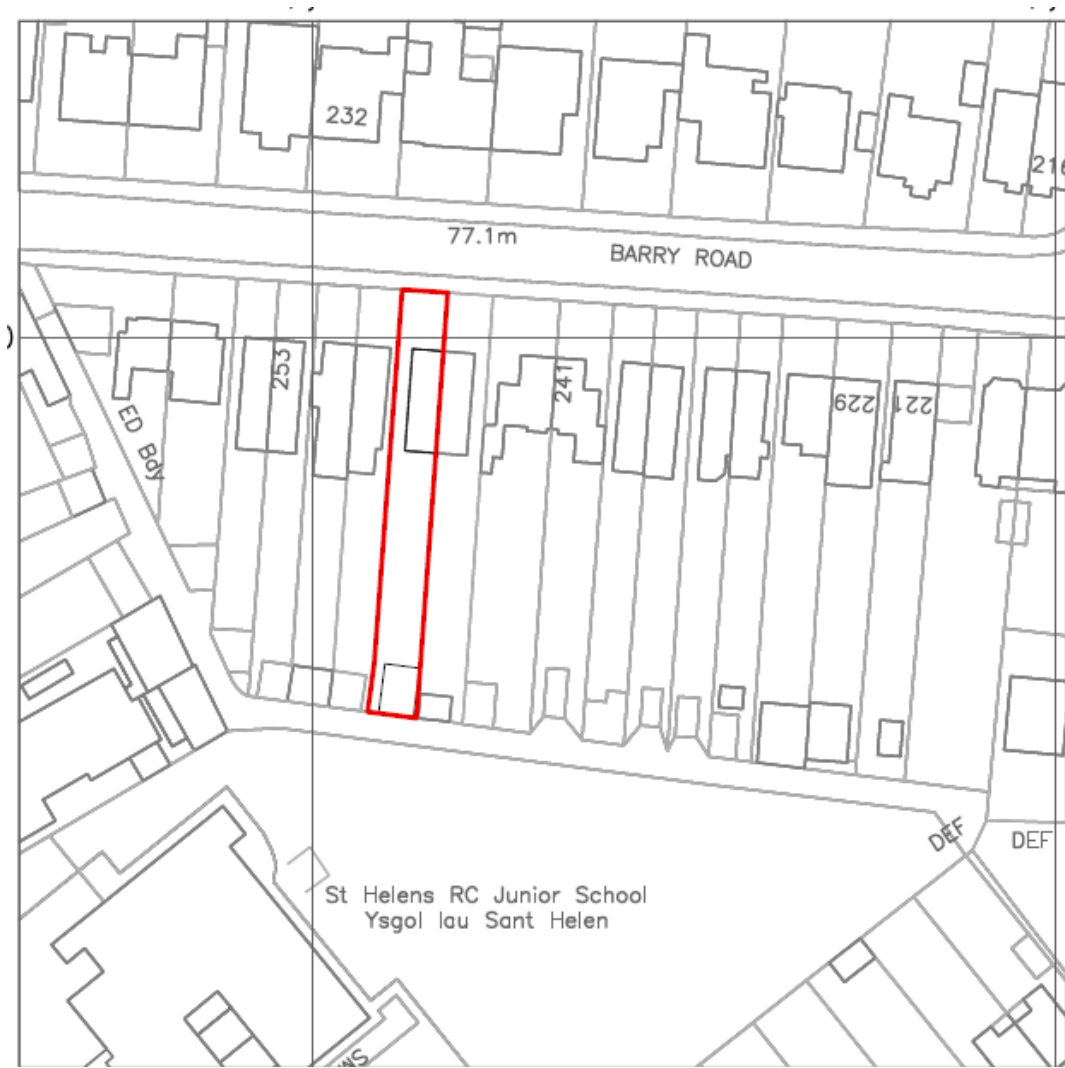 232
216
77.1m
BARRY ROAD
253
241
229
221
ED Bdy
DEF
DEF
St Helens RC Junior School
Ysgol Iau Sant Helen